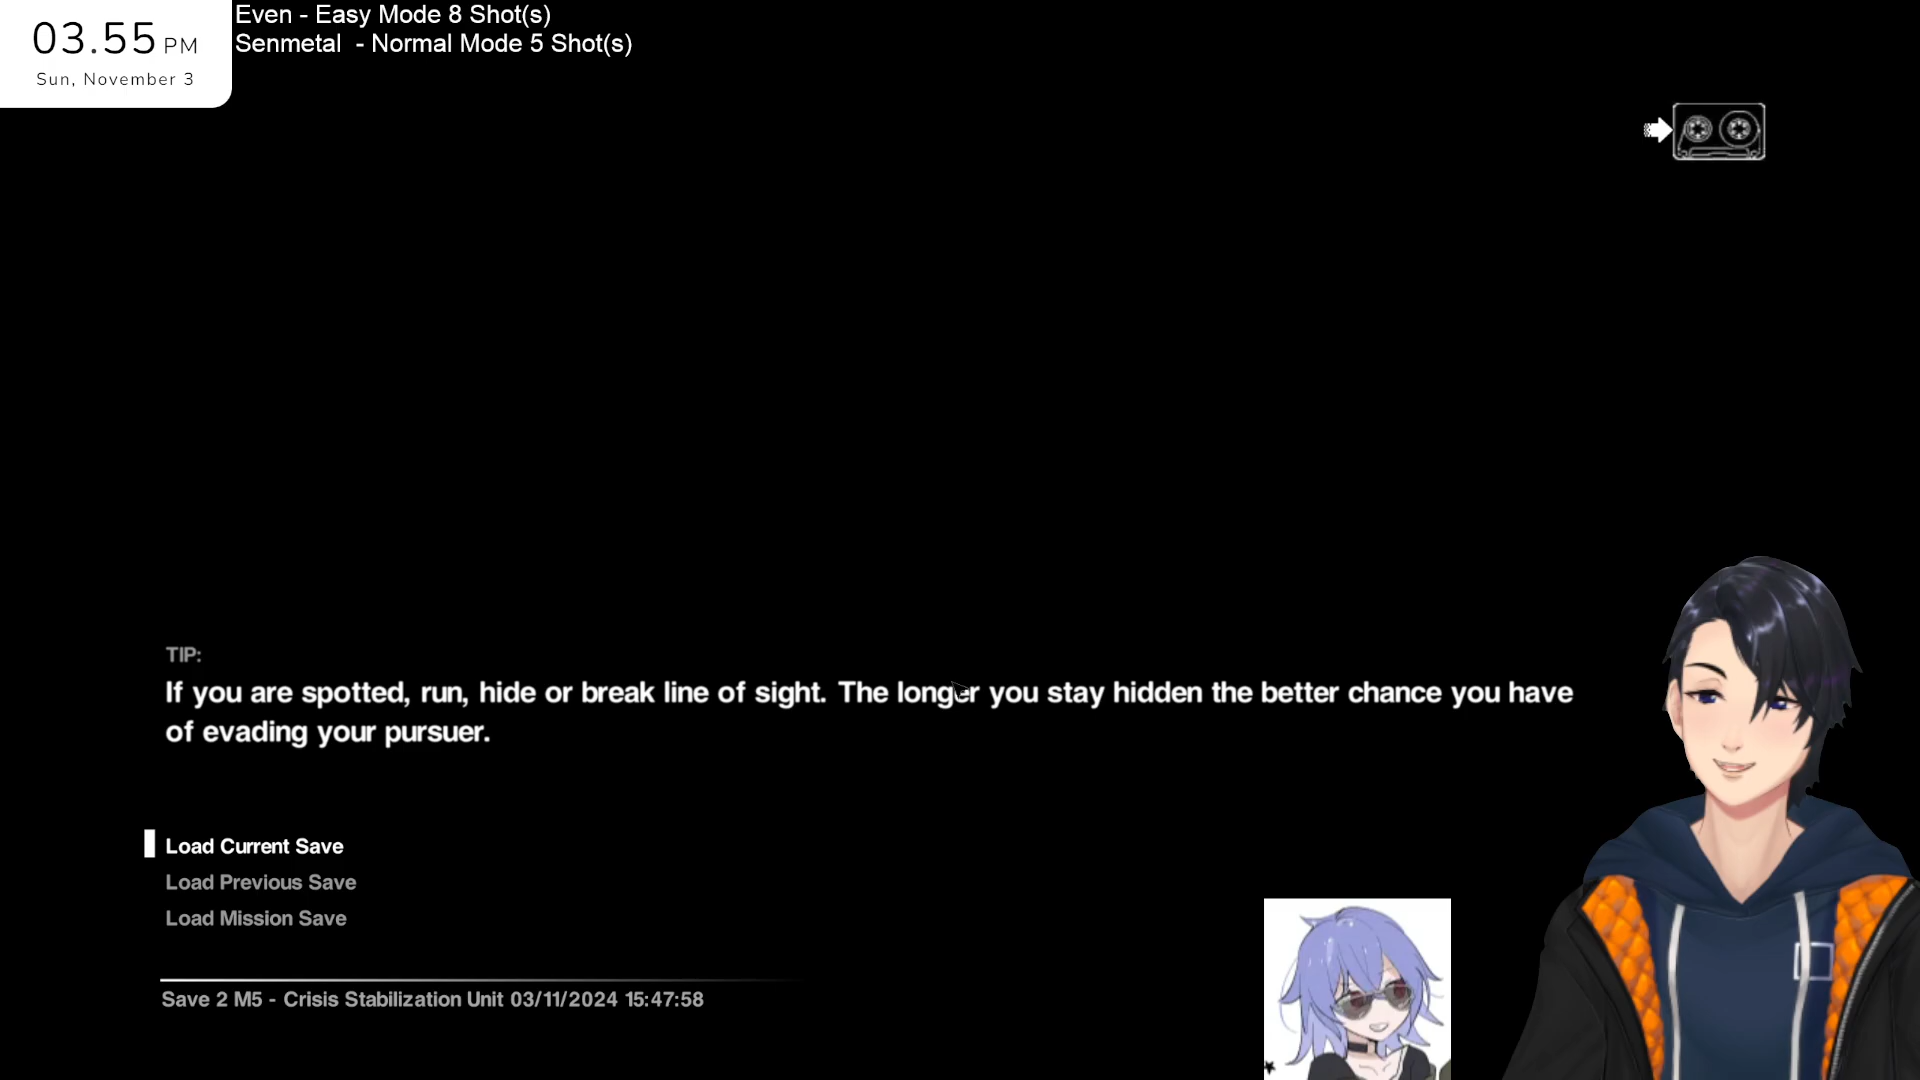 03.55 PM
Sun, November 3
Even - Easy Mode 8 Shot(s)
Senmetal - Normal Mode 5 Shot(s)
TIP:
If you are spotted, run, hide or break line of sight. The longer you stay hidden the better chance you have
of evading your pursuer.
Load Current Save
Load Previous Save
Load Mission Save
Save 2 M5 - Crisis Stabilization Unit 03/11/2024 15:47:58